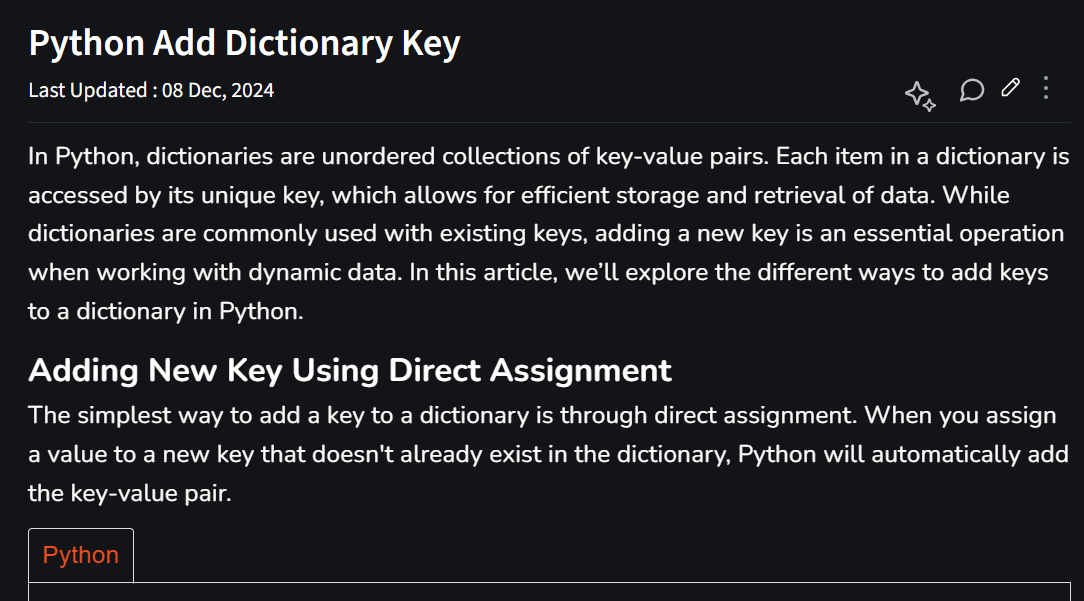 Python Add Dictionary Key
Last Updated : 08 Dec, 2024
In Python, dictionaries are unordered collections of key-value pairs. Each item in a dictionary is
accessed by its unique key, which allows for efficient storage and retrieval of data. While
dictionaries are commonly used with existing keys, adding a new key is an essential operation
when working with dynamic data. In this article, we’ll explore the different ways to add keys
to a dictionary in Python.
Adding New Key Using Direct Assignment
The simplest way to add a key to a dictionary is through direct assignment. When you assign
a value to a new key that doesn't already exist in the dictionary, Python will automatically add
the key-value pair.
Python